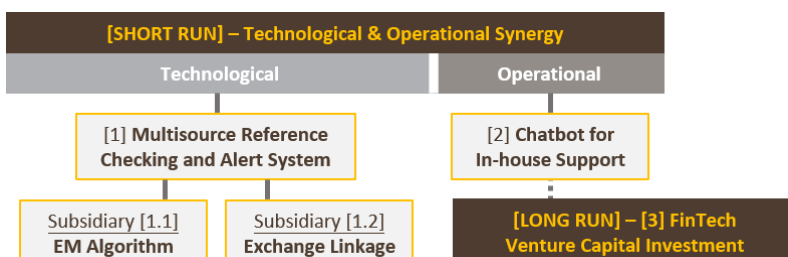 [SHORT RUN] – Technological & Operational Synergy
Technological
Operational
[1] Multisource Reference
Checking and Alert System
[2] Chatbot for
In-house Support
Subsidiary [1.1]
EM Algorithm
Subsidiary [1.2]
Exchange Linkage
[LONG RUN] – [3] FinTech
Venture Capital Investment